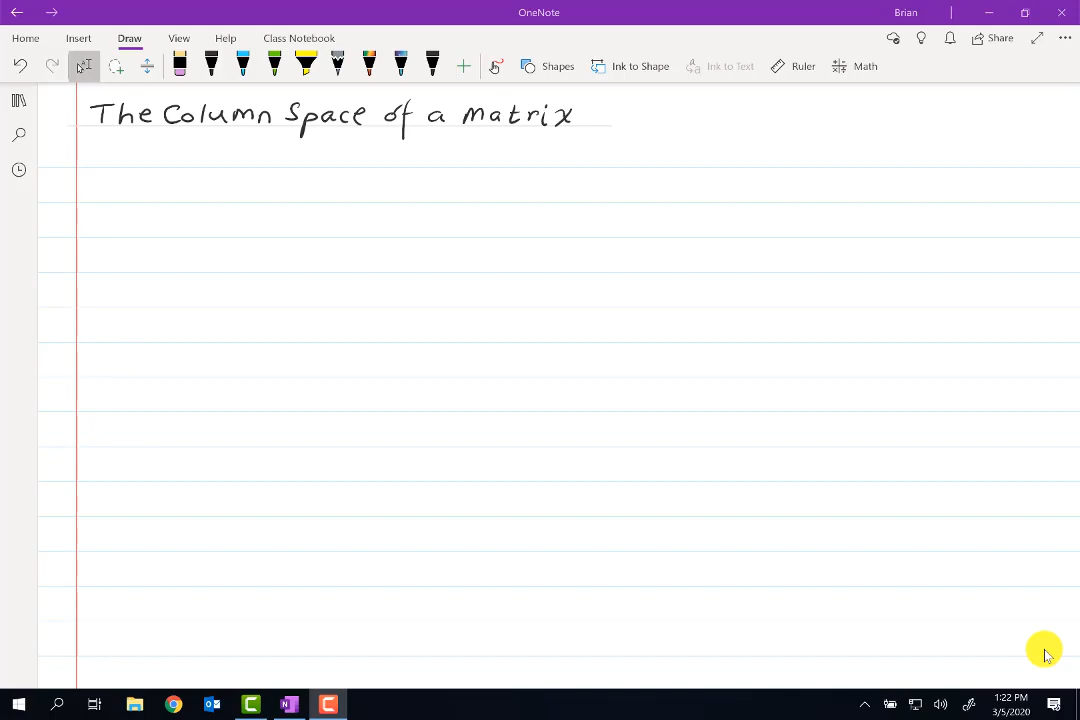 OneNote
Brian
Home Insert Draw View Help Class Notebook
Share
Shapes Ink to Shape Ink to Text Ruler Math
The Column Space of a matrix
1:22 PM
3/5/2020